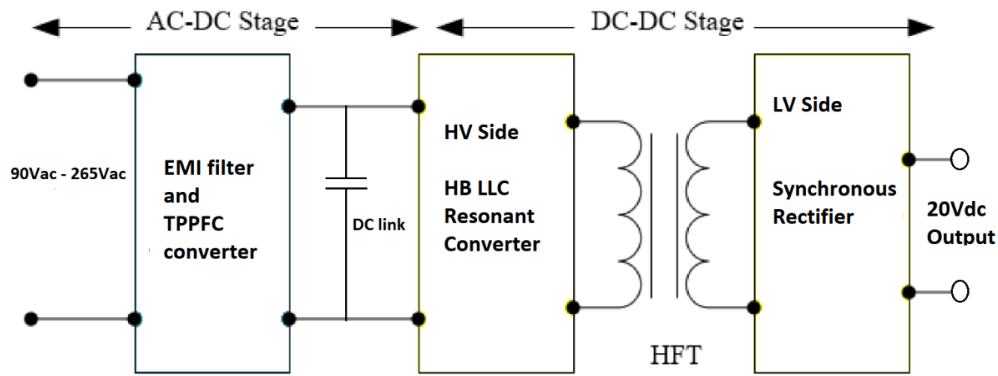 AC-DC Stage
DC-DC Stage
90Vac - 265Vac
EMI filter
and
TPPFC
converter
DC link
HV Side
HB LLC
Resonant
Converter
HFT
LV Side
Synchronous
Rectifier
20Vdc
Output